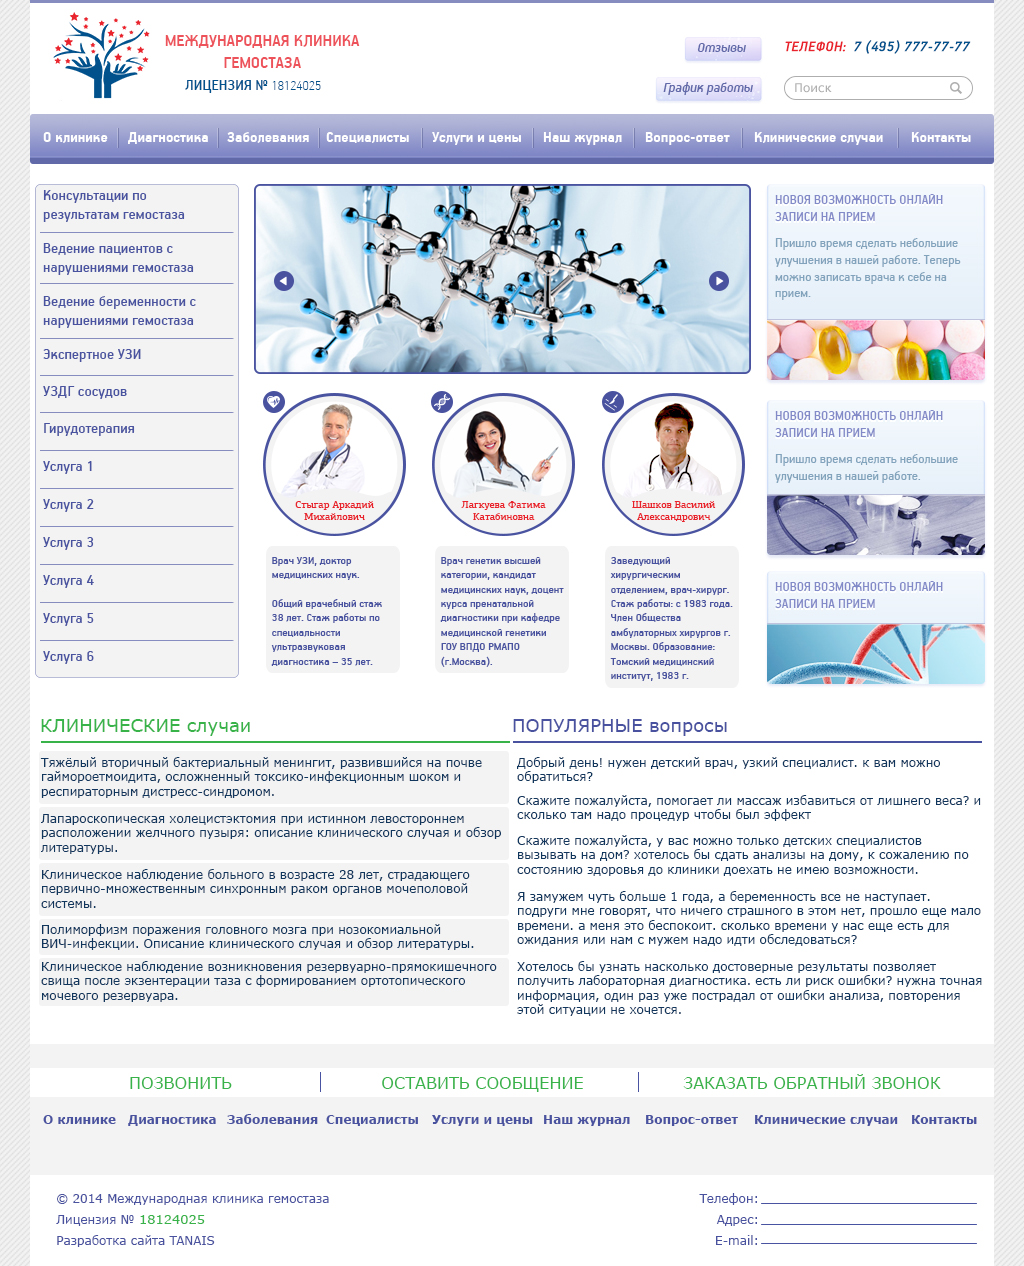 МЕЖДУНАРОДНАЯ КЛИНИКА
ГЕМОСТАЗА
ЛИЦЕНЗИЯ № 18124025
Отзывы
График работы
ТЕЛЕФОН: 7 (495) 777-77-77
Поиск
О клинике Диагностика Заболевания Специалисты Услуги и цены Наш журнал Вопрос-ответ Клинические случаи Контакты
Консультации по
результатам гемостаза
Ведение пациентов с
нарушениями гемостаза
Ведение беременности с
нарушениями гемостаза
Экспертное УЗИ
УЗДГ сосудов
Гирудотерапия
Услуга 1
Услуга 2
Услуга 3
Услуга 4
Услуга 5
Услуга 6
Стыгар Аркадий
Михайлович
Врач УЗИ, доктор
медицинских наук.
Общий врачебный стаж
38 лет. Стаж работы по
специальности
ультразвуковая
диагностика – 35 лет.
Лагкуева Фатима
Катабиновна
Врач генетик высшей
категории, кандидат
медицинских наук, доцент
курса пренатальной
диагностики при кафедре
медицинской генетики
ГОУ ВПДО РМАПО
(г.Москва).
Шашков Василий
Александрович
Заведующий
хирургическим
отделением, врач-хирург.
Стаж работы: с 1983 года.
Член Общества
амбулаторных хирургов г.
Москвы. Образование:
Томский медицинский
институт, 1983 г.
НОВОЯ ВОЗМОЖНОСТЬ ОНЛАЙН
ЗАПИСИ НА ПРИЕМ
Пришло время сделать небольшие
улучшения в нашей работе. Теперь
можно записать врача к себе на
прием.
НОВОЯ ВОЗМОЖНОСТЬ ОНЛАЙН
ЗАПИСИ НА ПРИЕМ
Пришло время сделать небольшие
улучшения в нашей работе.
НОВОЯ ВОЗМОЖНОСТЬ ОНЛАЙН
ЗАПИСИ НА ПРИЕМ
КЛИНИЧЕСКИЕ случаи
Тяжёлый вторичный бактериальный менингит, развившийся на почве
гаймороетмоидита, осложненный токсико-инфекционным шоком и
респираторным дистресс-синдромом.
Лапароскопическая холецистэктомия при истинном левостороннем
расположении желчного пузыря: описание клинического случая и обзор
литературы.
Клиническое наблюдение больного в возрасте 28 лет, страдающего
первично-множественным синхронным раком органов мочеполовой
системы.
Полиморфизм поражения головного мозга при нозокомиальной
ВИЧ-инфекции. Описание клинического случая и обзор литературы.
Клиническое наблюдение возникновения резервуарно-прямокишечного
свища после экзентерации таза с формированием ортотопического
мочевого резервуара.
ПОПУЛЯРНЫЕ вопросы
Добрый день! нужен детский врач, узкий специалист. к вам можно
обратиться?
Скажите пожалуйста, помогает ли массаж избавиться от лишнего веса? и
сколько там надо процедур чтобы был эффект
Скажите пожалуйста, у вас можно только детских специалистов
вызывать на дом? хотелось бы сдать анализы на дому, к сожалению по
состоянию здоровья до клиники доехать не имею возможности.
Я замужем чуть больше 1 года, а беременность все не наступает.
подруги мне говорят, что ничего страшного в этом нет, прошло еще мало
времени. а меня это беспокоит. сколько времени у нас еще есть для
ожидания или нам с мужем надо идти обследоваться?
Хотелось бы узнать насколько достоверные результаты позволяет
получить лабораторная диагностика. есть ли риск ошибки? нужна точная
информация, один раз уже пострадал от ошибки анализа, повторения
этой ситуации не хочется.
ПОЗВОНИТЬ ОСТАВИТЬ СООБЩЕНИЕ ЗАКАЗАТЬ ОБРАТНЫЙ ЗВОНОК
О клинике Диагностика Заболевания Специалисты Услуги и цены Наш журнал Вопрос-ответ Клинические случаи Контакты
© 2014 Международная клиника гемостаза
Лицензия № 18124025
Разработка сайта TANAIS
Телефон:
Адрес:
E-mail: